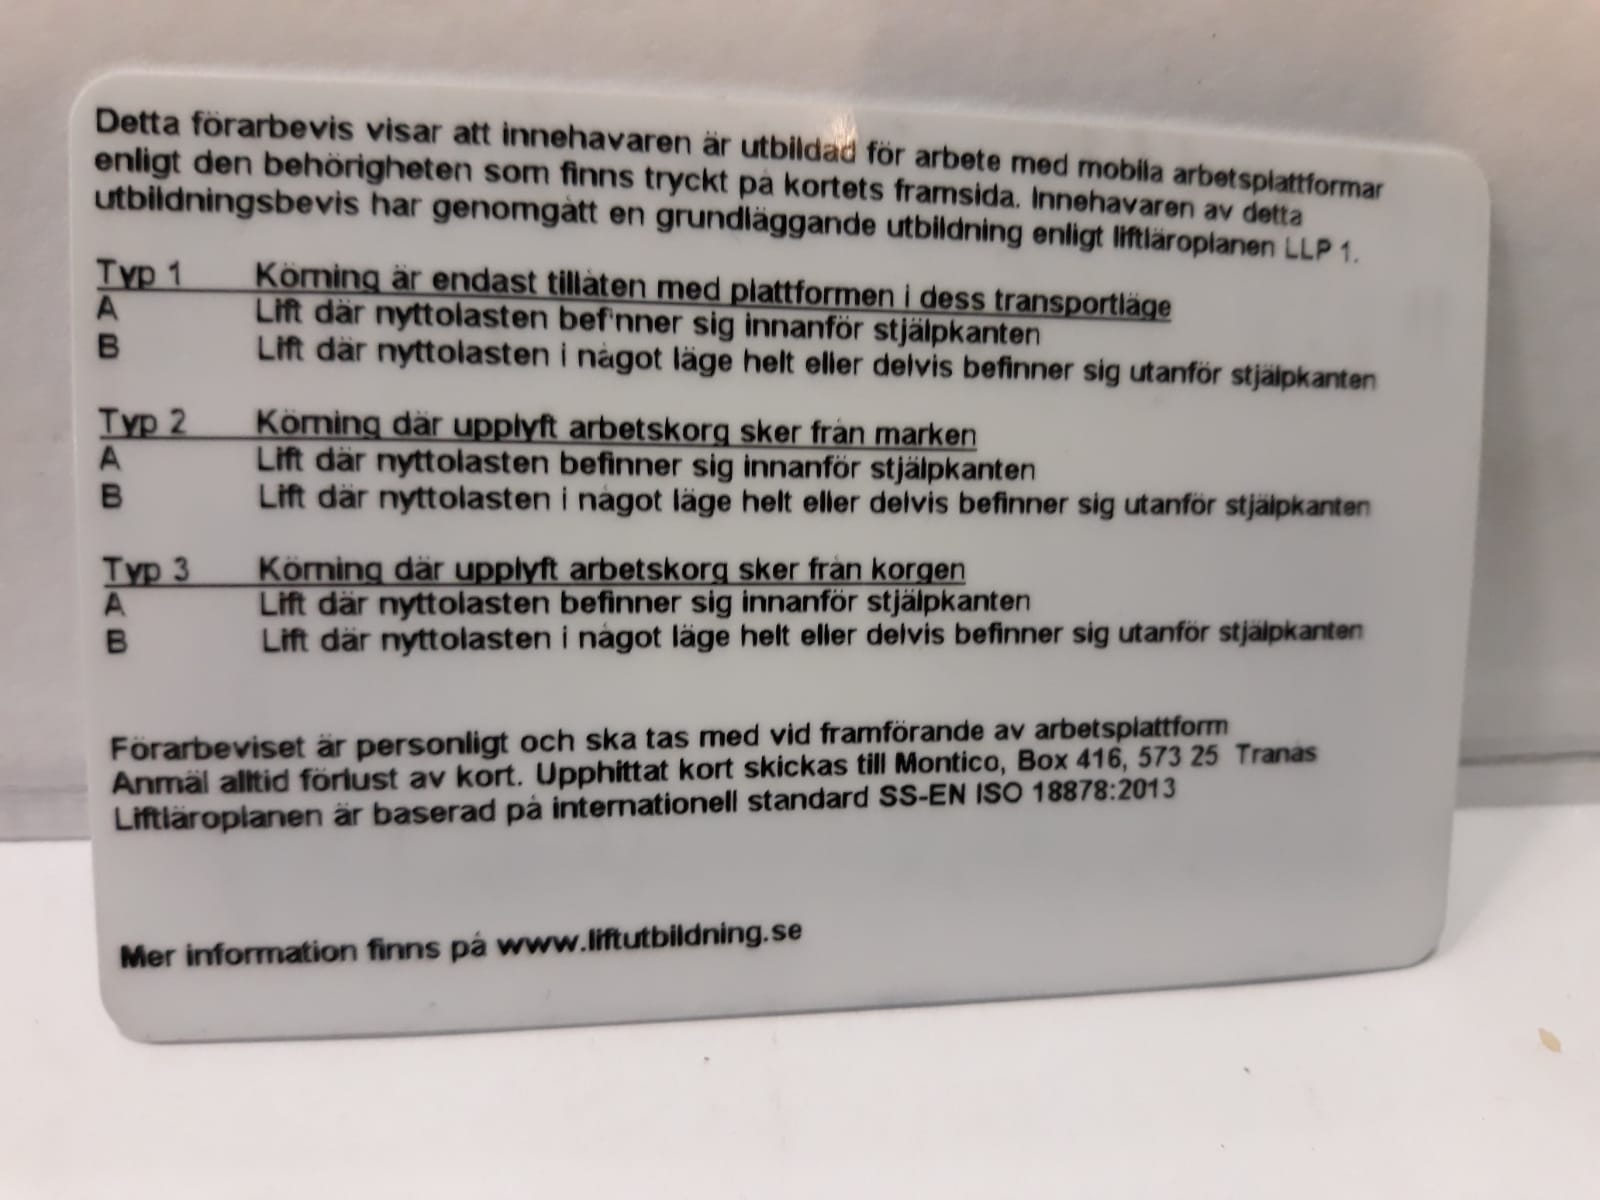 Detta förarbevis visar att innehavaren är utbildad för arbete med mobila arbetsplattformar
enligt den behörigheten som finns tryckt på kortets framsida. Innehavaren av detta
utbildningsbevis har genomgått en grundläggande utbildning enligt liftläroplanen LLP 1.
Typ 1 Körning är endast tillåten med plattformen i dess transportläge
A Lift där nyttolasten befinner sig innanför stjälpkanten
B Lift där nyttolasten i något läge helt eller delvis befinner sig utanför stjälpkanten
Typ 2 Körning där upplyft arbetskorg sker från marken
A Lift där nyttolasten befinner sig innanför stjälpkanten
B Lift där nyttolasten i något läge helt eller delvis befinner sig utanför stjälpkanten
Typ 3 Körning där upplyft arbetskorg sker från korgen
A Lift där nyttolasten befinner sig innanför stjälpkanten
B Lift där nyttolasten i något läge helt eller delvis befinner sig utanför stjälpkanten
Förarbeviset är personligt och ska tas med vid framförande av arbetsplattform
Anmäl alltid förlust av kort. Upphittat kort skickas till Montico, Box 416, 573 25 Tranås
Liftläroplanen är baserad på internationell standard SS-EN ISO 18878:2013
Mer information finns på www.liftutbildning.se